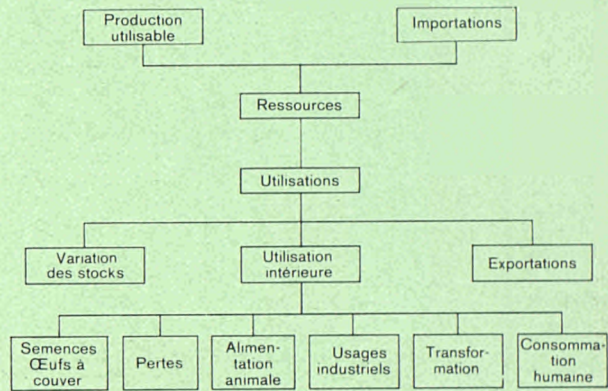 Production
utilisable
Importations
Ressources
Utilisations
Variation
des stocks
Utilisation
intérieure
Exportations
Semences
Œufs à
couver
Pertes
Alimen-
tation
animale
Usages
industriels
Transfor-
mation
Consomma-
tion
humaine